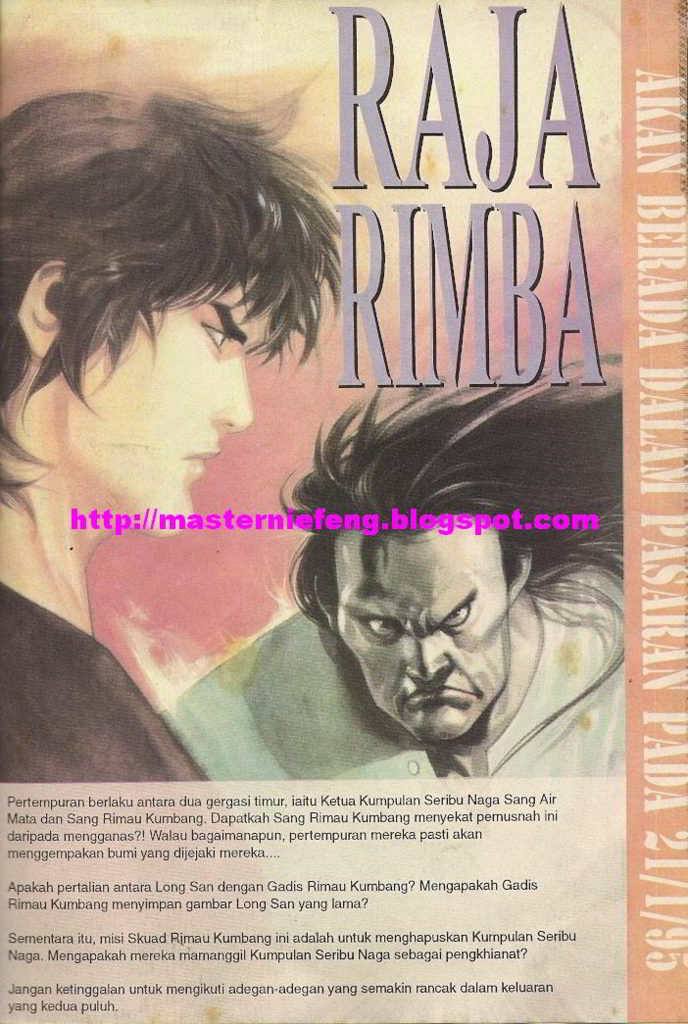 RAJA
RIMBA
AKAN BERADA DALAM PASARAN PADA 21/1/95
http://masterniefeng.blogspot.com
Pertempuran berlaku antara dua gergasi timur, iaitu Ketua Kumpulan Seribu Naga Sang Air
Mata dan Sang Rimau Kumbang. Dapatkah Sang Rimau Kumbang menyekat pemusnah ini
daripada mengganas?! Walau bagaimanapun, pertempuran mereka pasti akan
menggempakan bumi yang dijejaki mereka....
Apakah pertalian antara Long San dengan Gadis Rimau Kumbang? Mengapakah Gadis
Rimau Kumbang menyimpan gambar Long San yang lama?
Sementara itu, misi Skuad Rimau Kumbang ini adalah untuk menghapuskan Kumpulan Seribu
Naga. Mengapakah mereka mamanggil Kumpulan Seribu Naga sebagai pengkhianat?
Jangan ketinggalan untuk mengikuti adegan-adegan yang semakin rancak dalam keluaran
yang kedua puluh.